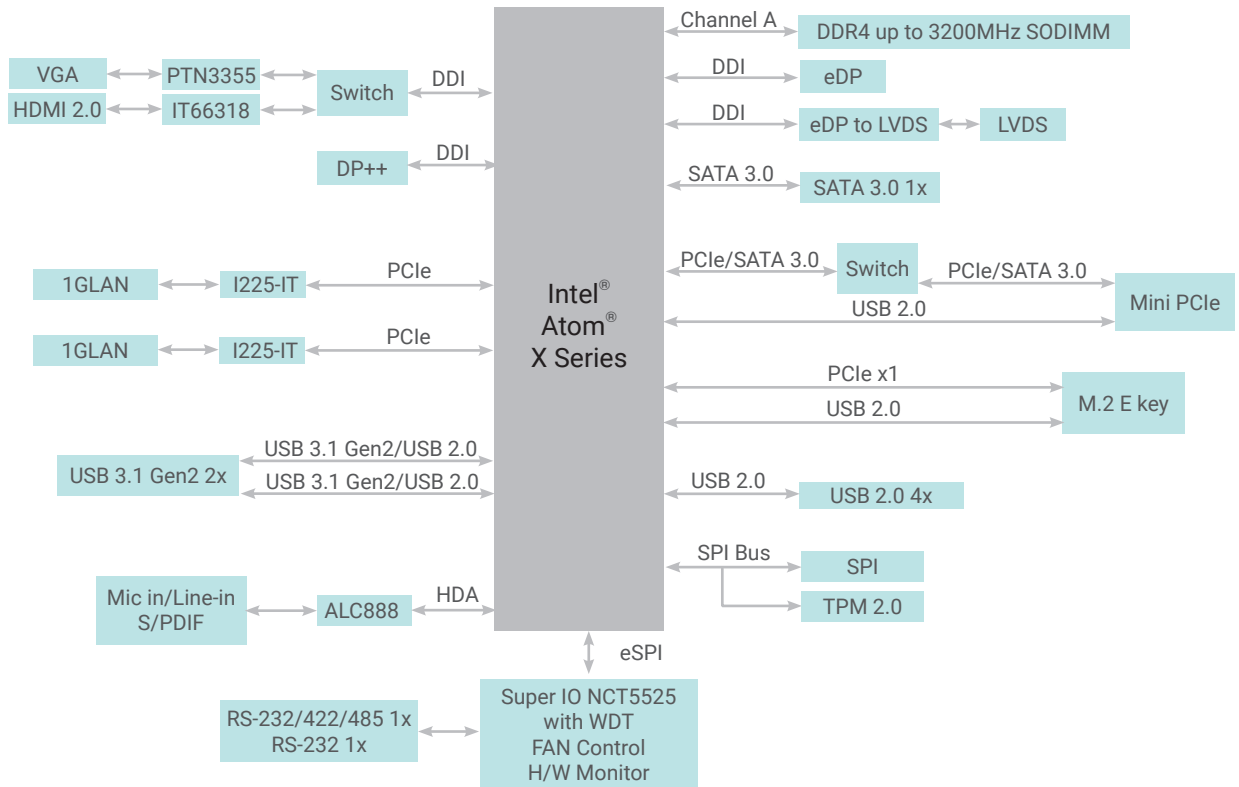 Channel A
DDR4 up to 3200MHz SODIMM
VGA
PTN3355
Switch
DDI
HDMI 2.0
IT66318
DDI
eDP
DDI
eDP to LVDS
LVDS
DP++
DDI
SATA 3.0
SATA 3.0 1x
1GLAN
I225-IT
PCIe
1GLAN
I225-IT
PCIe
Intel®
Atom®
X Series
PCIe/SATA 3.0
Switch
PCIe/SATA 3.0
Mini PCIe
USB 2.0
PCIe x1
M.2 E key
USB 2.0
USB 3.1 Gen2 2x
USB 3.1 Gen2/USB 2.0
USB 3.1 Gen2/USB 2.0
USB 2.0
USB 2.0 4x
SPI Bus
SPI
TPM 2.0
Mic in/Line-in
S/PDIF
ALC888
HDA
eSPI
Super IO NCT5525
with WDT
FAN Control
H/W Monitor
RS-232/422/485 1x
RS-232 1x